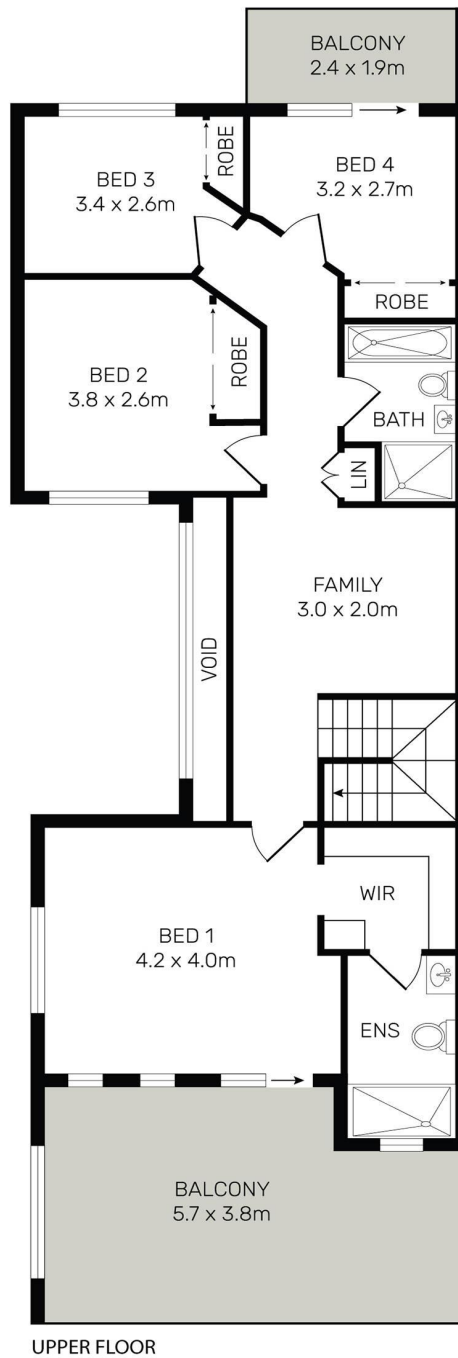 BALCONY
2.4 x 1.9m
BED 3
3.4 x 2.6m
ROBE
BED 4
3.2 x 2.7m
ROBE
BED 2
3.8 x 2.6m
ROBE
BATH
LIN
FAMILY
3.0 x 2.0m
VOID
WIR
BED 1
4.2 x 4.0m
ENS
BALCONY
5.7 x 3.8m
UPPER FLOOR